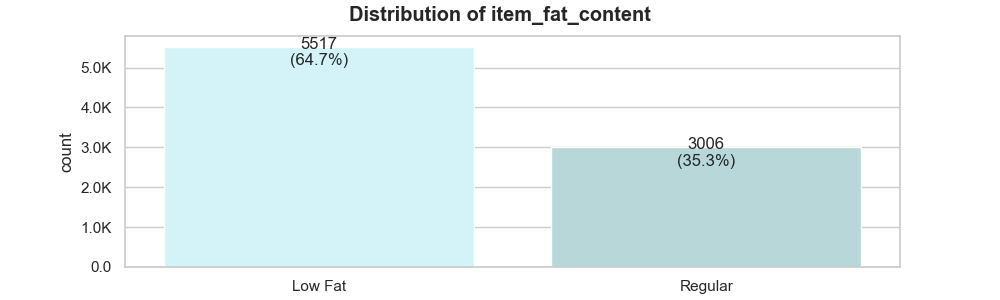 Distribution of item_fat_content
5517
(64.7%)
3006
(35.3%)
5.0K
4.0K
3.0K
2.0K
1.0K
0.0
count
Low Fat
Regular